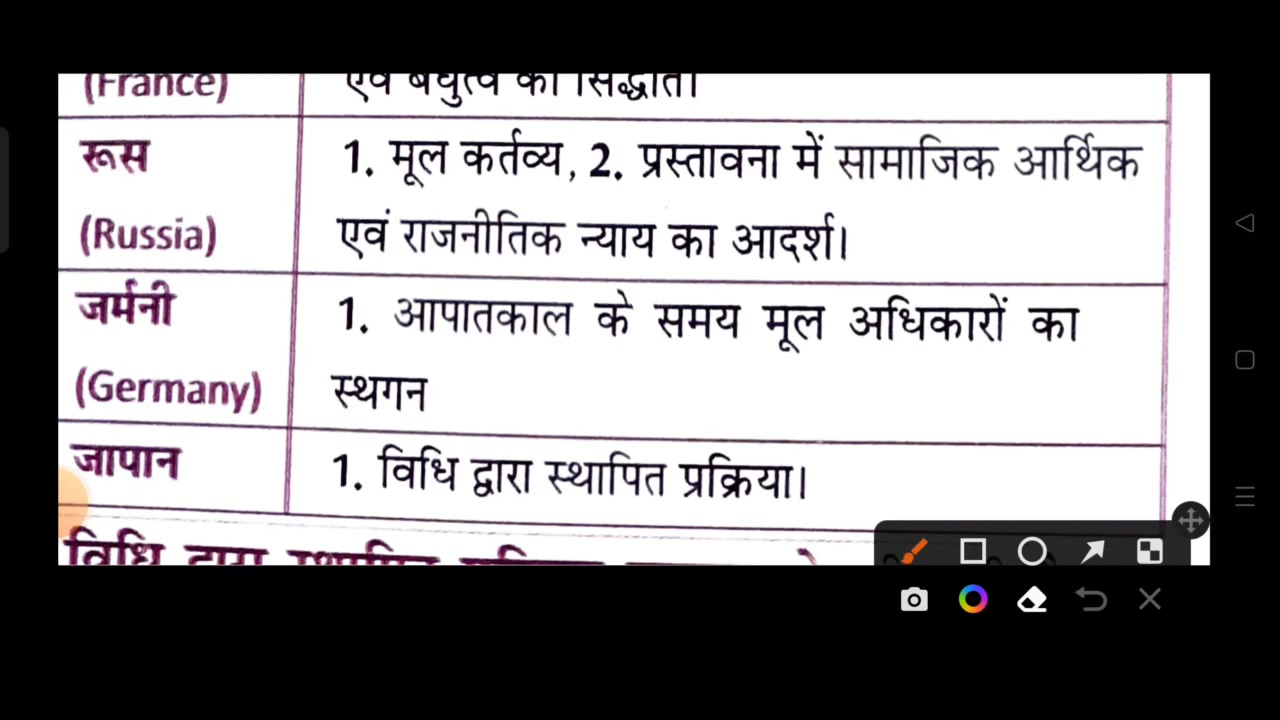 (France)
एवं बंधुत्व का सिद्धांत।
रूस
1. मूल कर्तव्य, 2. प्रस्तावना में सामाजिक आर्थिक
(Russia)
एवं राजनीतिक न्याय का आदर्श।
जर्मनी
1. आपातकाल के समय मूल अधिकारों का
(Germany)
स्थगन
जापान
1. विधि द्वारा स्थापित प्रक्रिया।
विधि द्वारा स्थापित